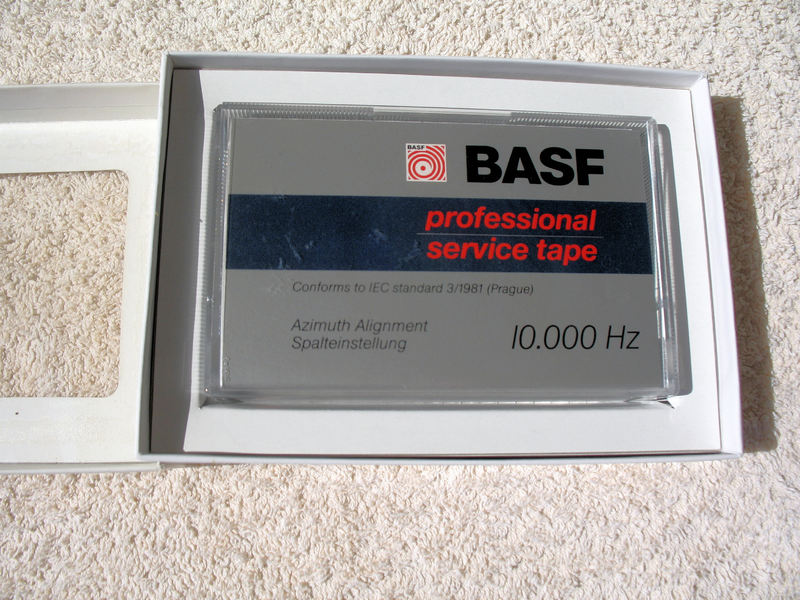 BASF
BASF
professional
service tape
Conforms to IEC standard 3/1981 (Prague)
Azimuth Alignment
Spalteinstellung
10.000 Hz